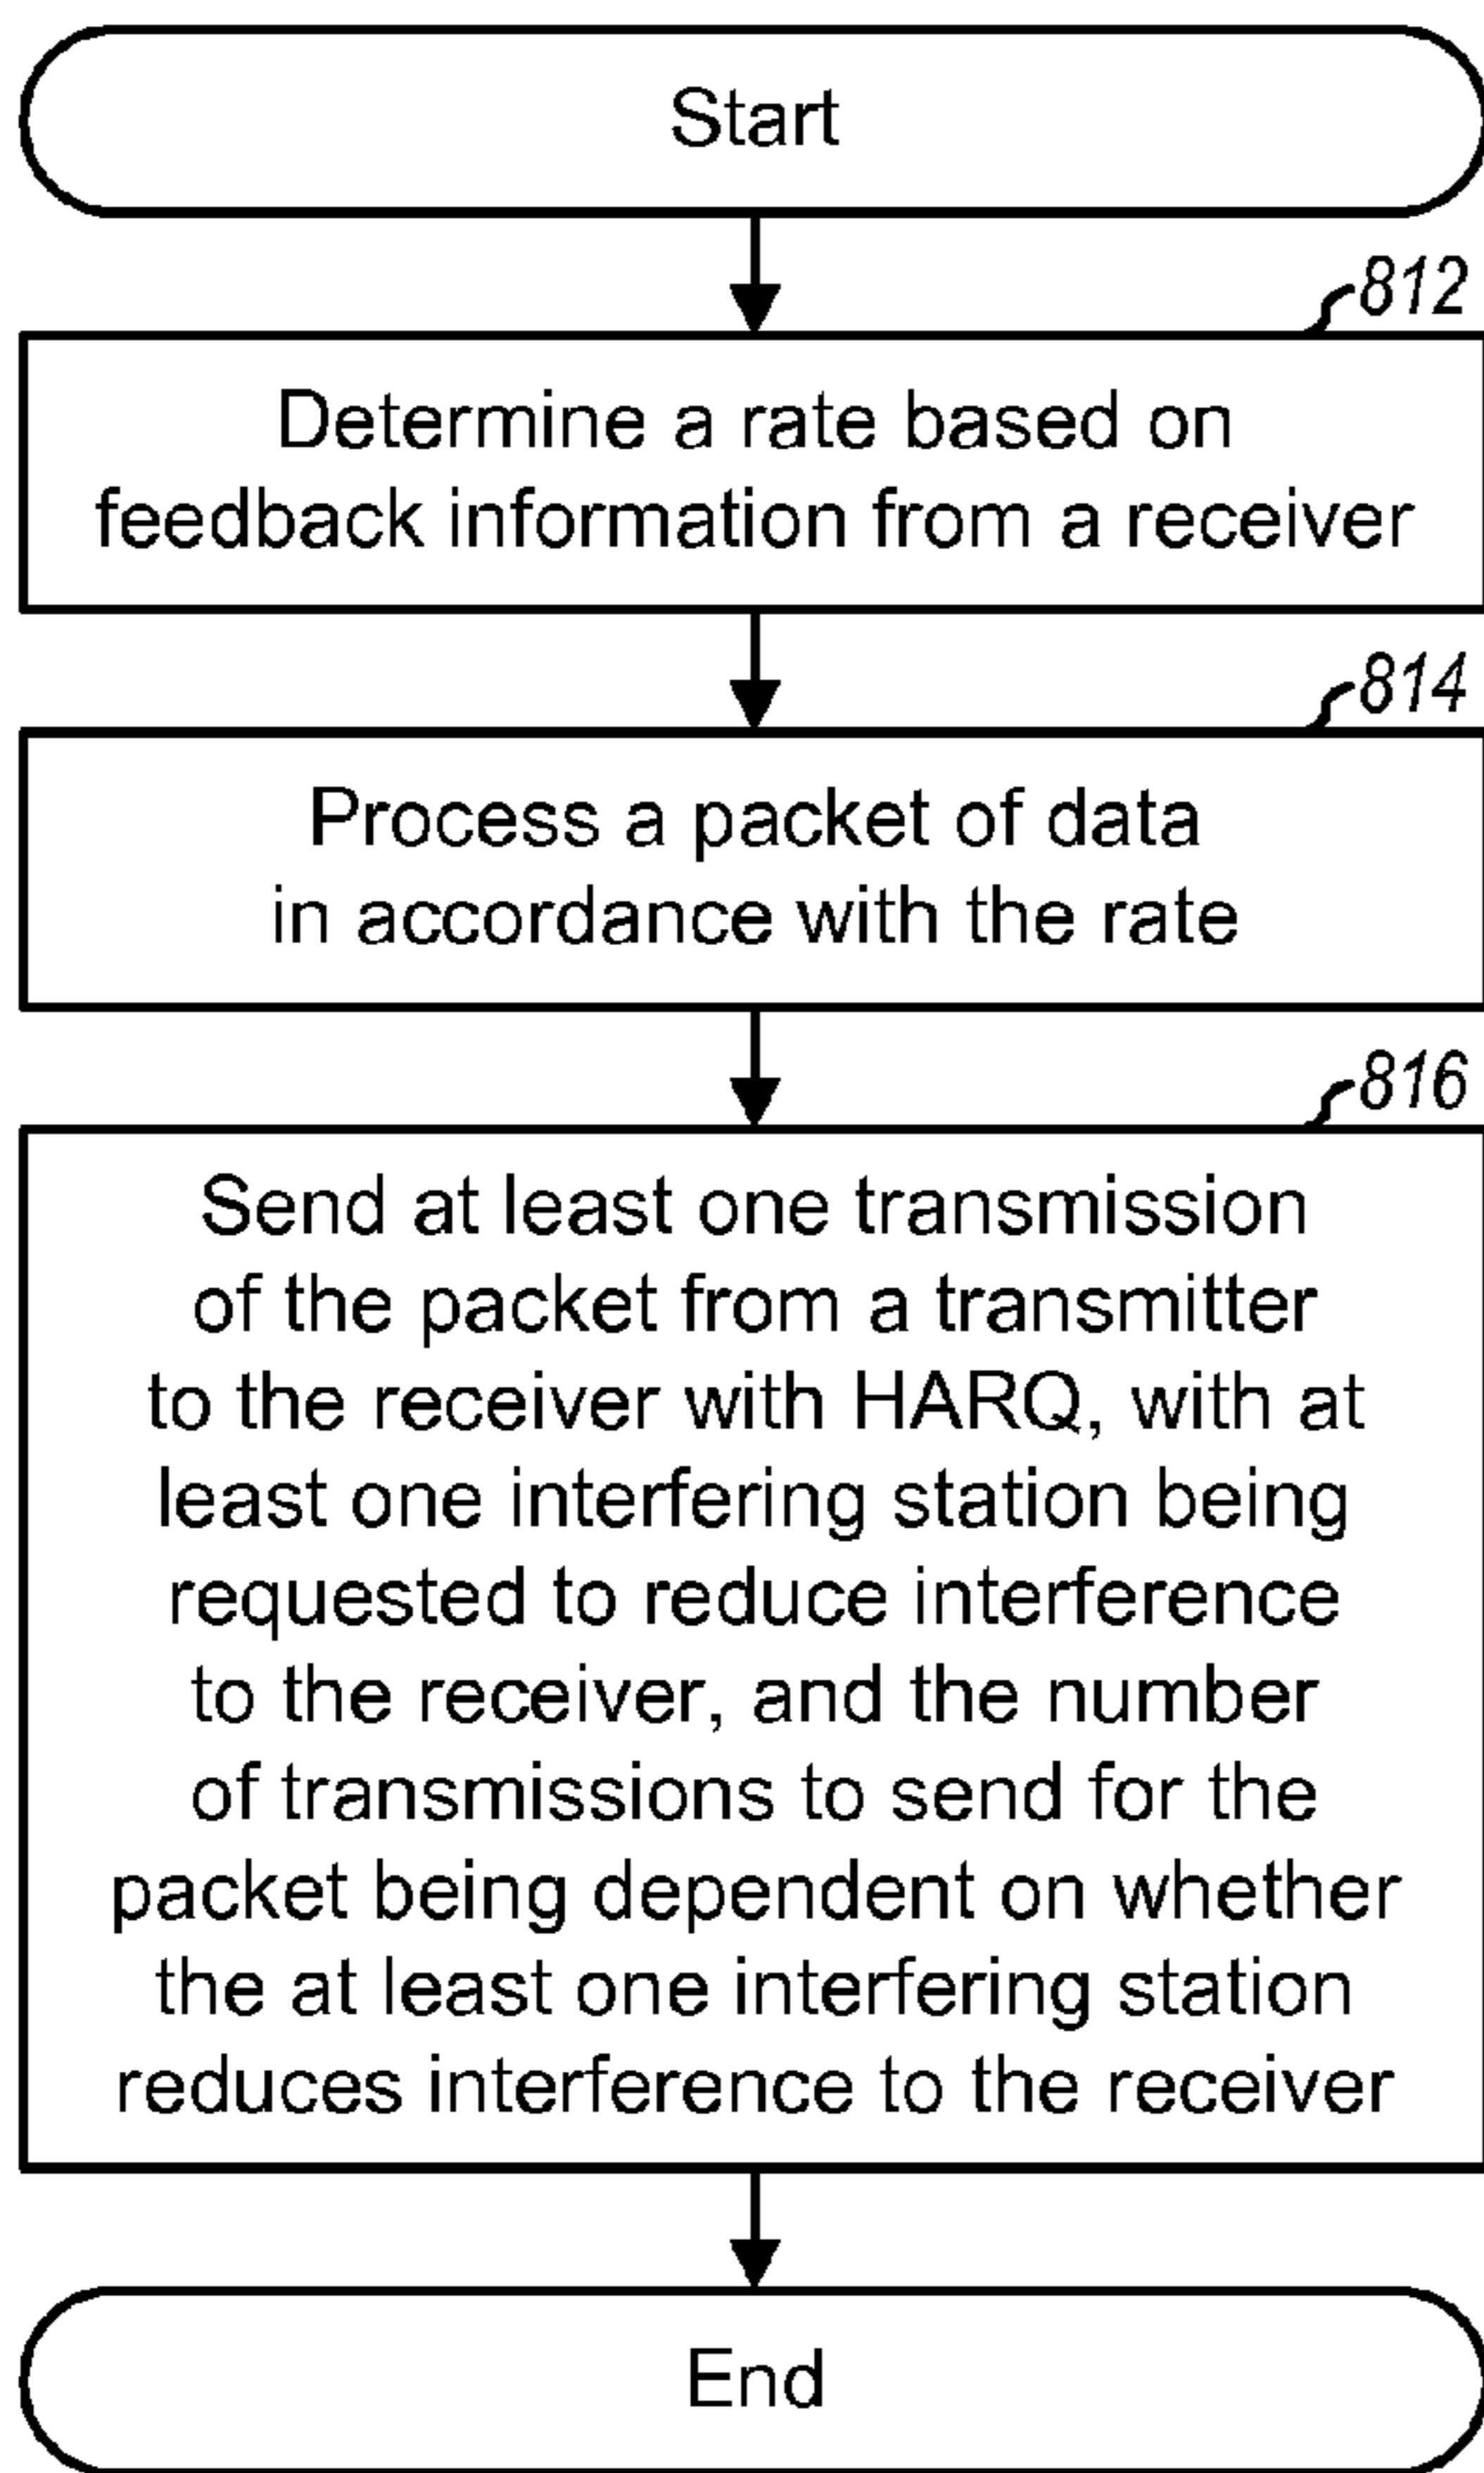 Start
812
Determine a rate based on
feedback information from a receiver
814
Process a packet of data
in accordance with the rate
816
Send at least one transmission
of the packet from a transmitter
to the receiver with HARQ, with at
least one interfering station being
requested to reduce interference
to the receiver, and the number
of transmissions to send for the
packet being dependent on whether
the at least one interfering station
reduces interference to the receiver
End